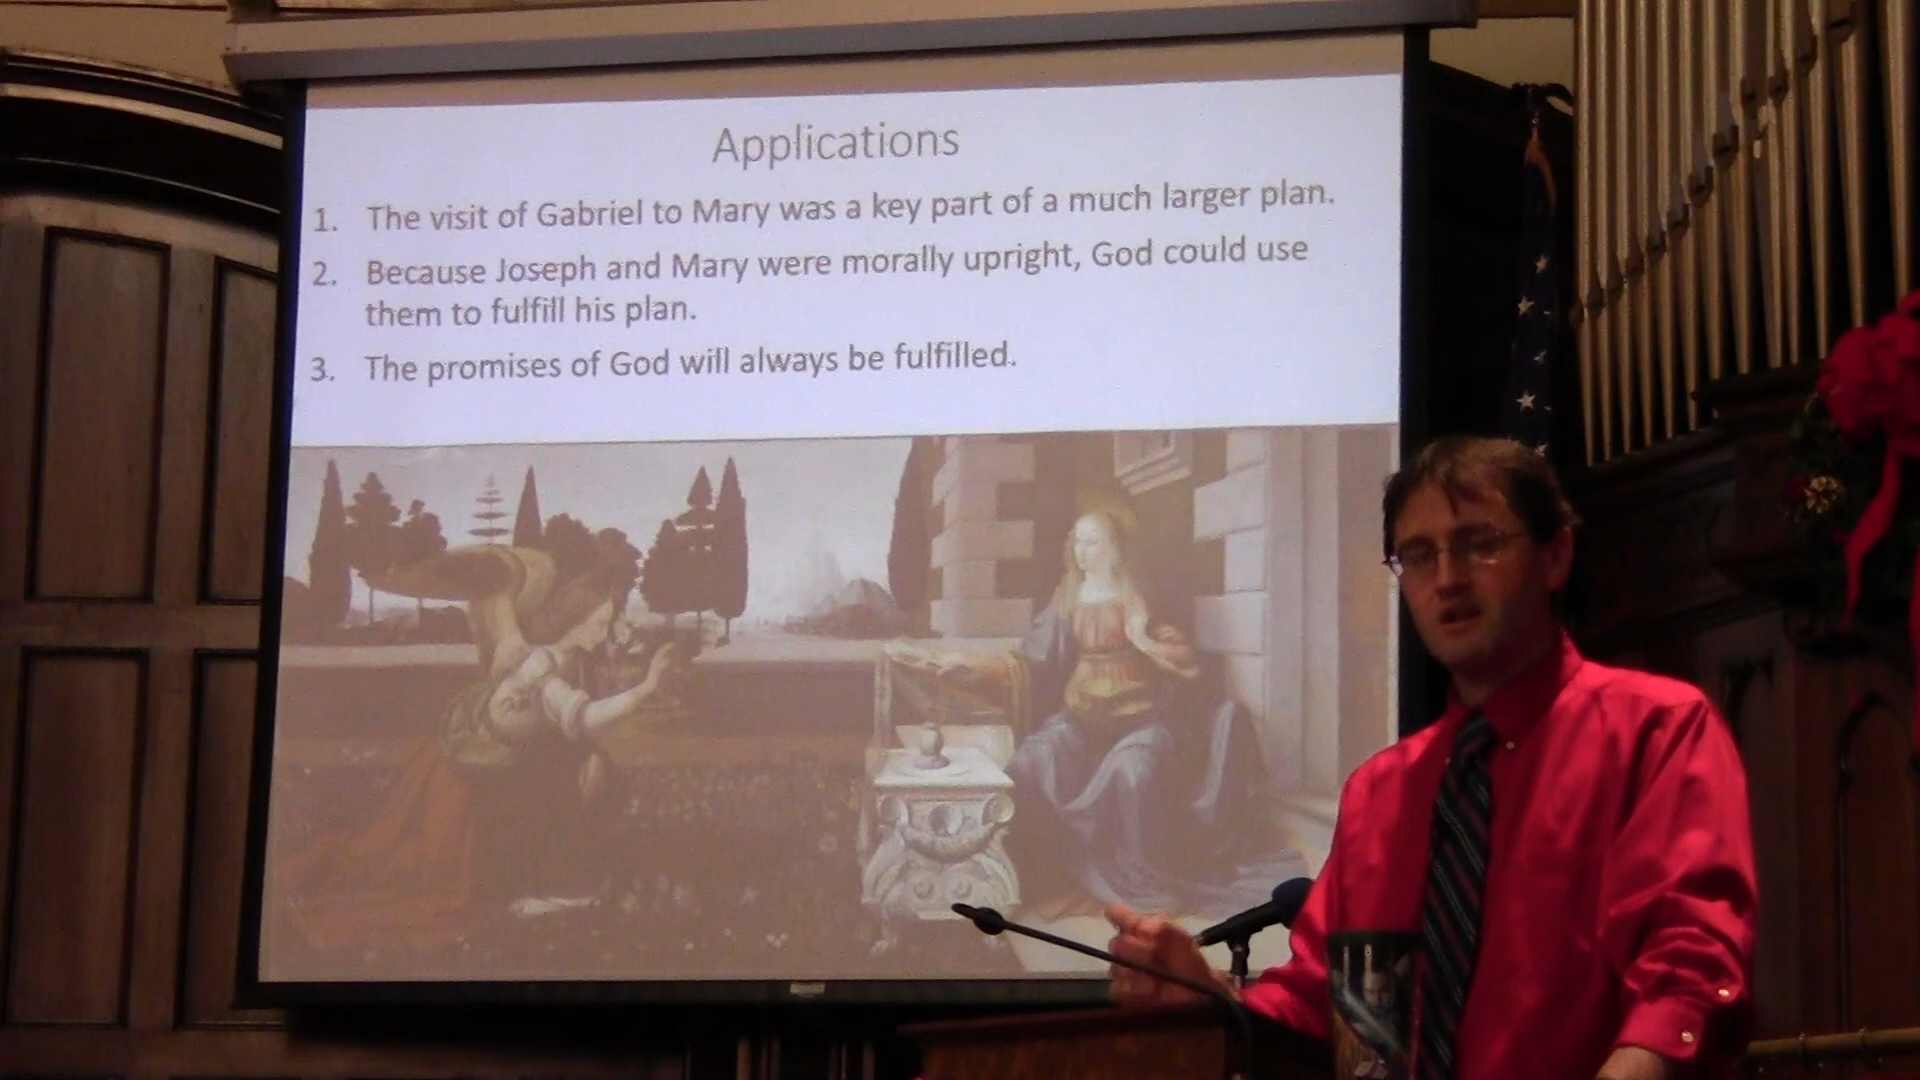 Applications
1. The visit of Gabriel to Mary was a key part of a much larger plan.
2. Because Joseph and Mary were morally upright, God could use
them to fulfill his plan.
3. The promises of God will always be fulfilled.